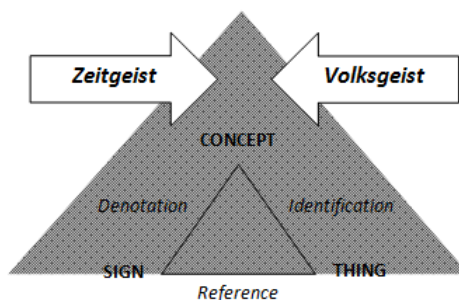 Zeitgeist
Volksgeist
CONCEPT
Denotation
Identification
SIGN
THING
Reference